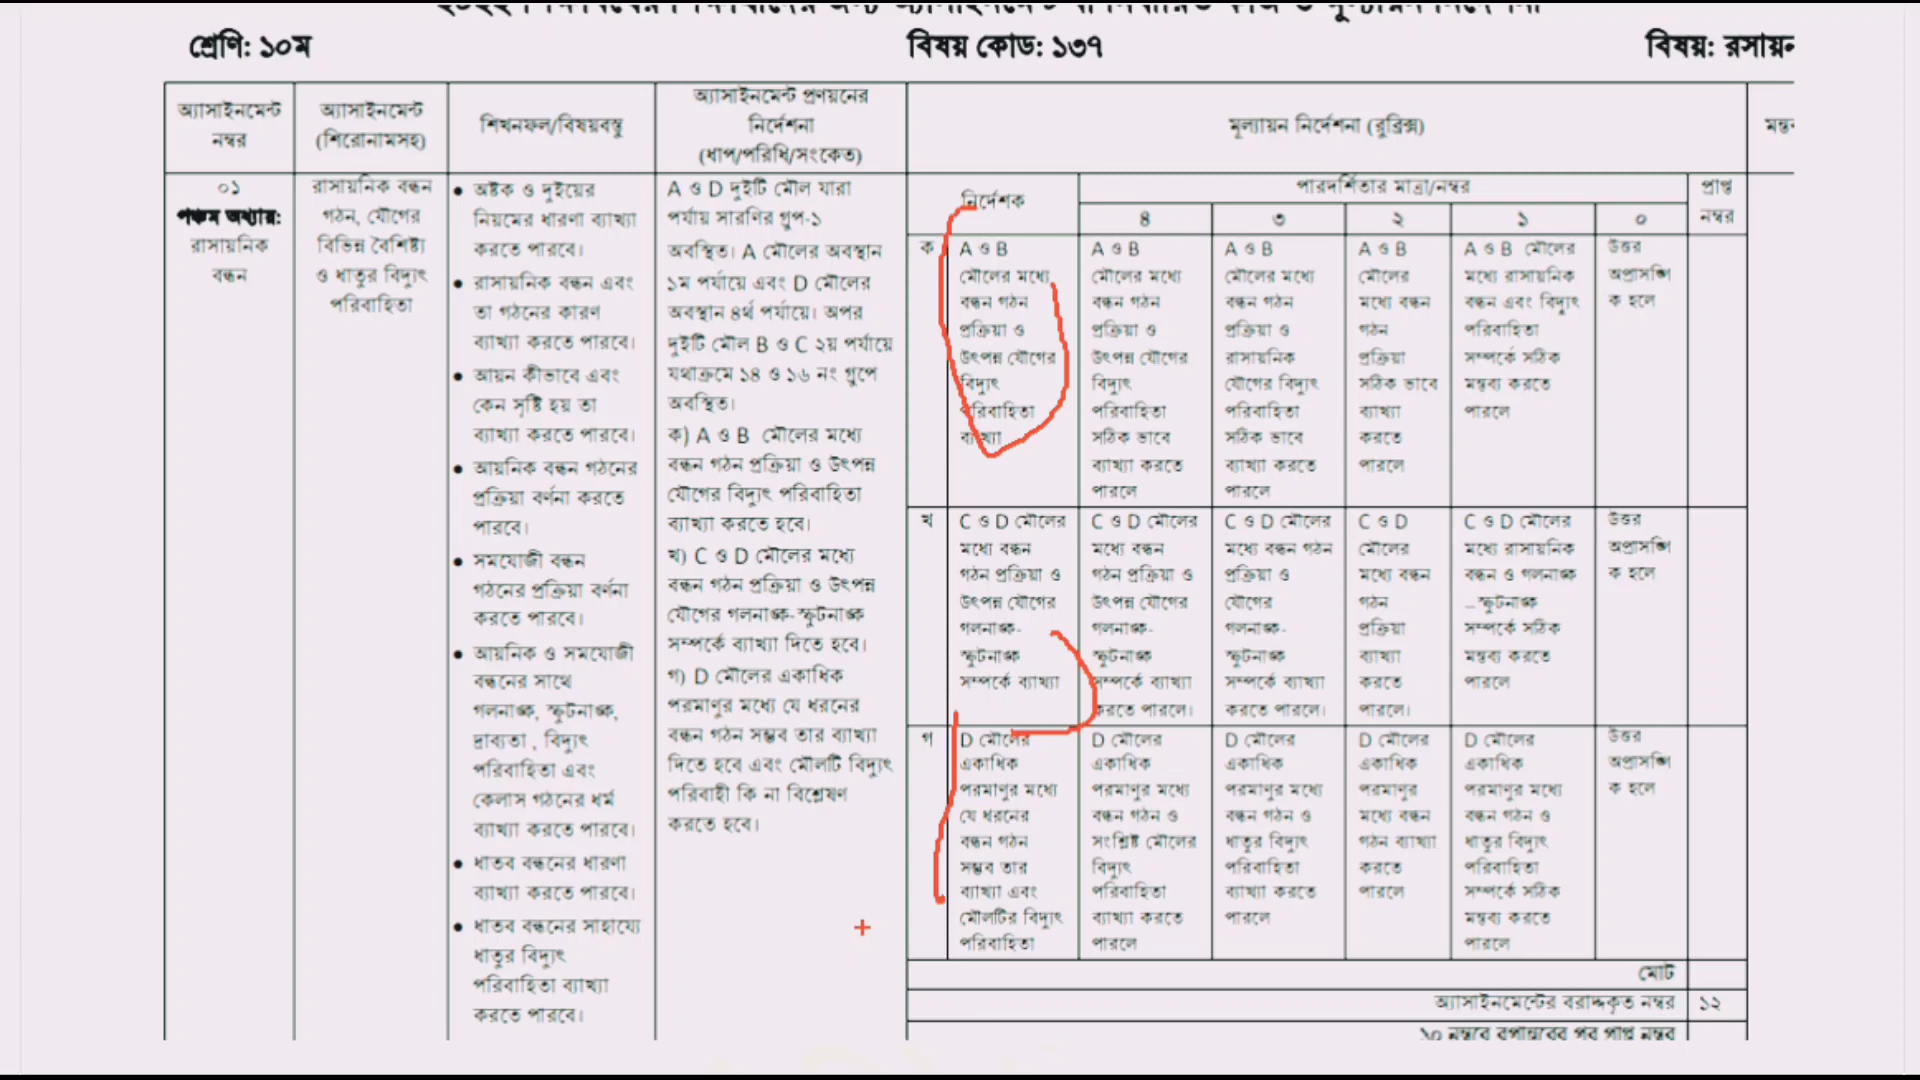 শ্রেণি: ১০ম
বিষয় কোড: ১৩৭
বিষয়: রসায়ন
অ্যাসাইনমেন্ট
নম্বর
অ্যাসাইনমেন্ট
(শিরোনামসহ)
শিখনফল/বিষয়বস্তু
অ্যাসাইনমেন্ট প্রণয়নের
নির্দেশনা
(ধাপ/পরিধি/সংকেত)
মূল্যায়ন নির্দেশনা (রুব্রিক্স)
০১
পঞ্চম অধ্যায়:
রাসায়নিক
বন্ধন
রাসায়নিক বন্ধন
গঠন, যৌগের
বিভিন্ন বৈশিষ্ট্য
ও ধাতুর বিদ্যুৎ
পরিবাহিতা
• অষ্টক ও দুইয়ের
নিয়মের ধারণা ব্যাখ্যা
করতে পারবে।
• রাসায়নিক বন্ধন এবং
তা গঠনের কারণ
ব্যাখ্যা করতে পারবে।
• আয়ন কীভাবে এবং
কেন সৃষ্টি হয় তা
ব্যাখ্যা করতে পারবে।
• আয়নিক বন্ধন গঠনের
প্রক্রিয়া বর্ণনা করতে
পারবে।
• সমযোজী বন্ধন
গঠনের প্রক্রিয়া বর্ণনা
করতে পারবে।
• আয়নিক ও সমযোজী
বন্ধনের সাথে
গলনাঙ্ক, স্ফুটনাঙ্ক,
দ্রাব্যতা , বিদ্যুৎ
পরিবাহিতা এবং
কেলাস গঠনের ধর্ম
ব্যাখ্যা করতে পারবে।
• ধাতব বন্ধনের ধারণা
ব্যাখ্যা করতে পারবে।
• ধাতব বন্ধনের সাহায্যে
ধাতুর বিদ্যুৎ
পরিবাহিতা ব্যাখ্যা
করতে পারবে।
A ও D দুইটি মৌল যারা
পর্যায় সারণির গ্রুপ-১
অবস্থিত। A মৌলের অবস্থান
১ম পর্যায়ে এবং D মৌলের
অবস্থান ৪র্থ পর্যায়ে। অপর
দুইটি মৌল B ও C ২য় পর্যায়ে
যথাক্রমে ১৪ ও ১৬ নং গ্রুপে
অবস্থিত।
ক) A ও B মৌলের মধ্যে
বন্ধন গঠন প্রক্রিয়া ও উৎপন্ন
যৌগের বিদ্যুৎ পরিবাহিতা
ব্যাখ্যা করতে হবে।
খ) C ও D মৌলের মধ্যে
বন্ধন গঠন প্রক্রিয়া ও উৎপন্ন
যৌগের গলনাঙ্ক-স্ফুটনাঙ্ক
সম্পর্কে ব্যাখ্যা দিতে হবে।
গ) D মৌলের একাধিক
পরমাণুর মধ্যে যে ধরনের
বন্ধন গঠন সম্ভব তার ব্যাখ্যা
দিতে হবে এবং মৌলটি বিদ্যুৎ
পরিবাহী কি না বিশ্লেষণ
করতে হবে।
নির্দেশক
পারদর্শিতার মাত্রা/নম্বর
প্রাপ্ত
নম্বর
৪ ৩ ২ ১ ০
ক
A ও B
মৌলের মধ্যে
বন্ধন গঠন
প্রক্রিয়া ও
উৎপন্ন যৌগের
বিদ্যুৎ
পরিবাহিতা
ব্যাখ্যা
A ও B
মৌলের মধ্যে
বন্ধন গঠন
প্রক্রিয়া ও
উৎপন্ন যৌগের
বিদ্যুৎ
পরিবাহিতা
সঠিক ভাবে
ব্যাখ্যা করতে
পারলে
A ও B
মৌলের মধ্যে
বন্ধন গঠন
প্রক্রিয়া ও
রাসায়নিক
যৌগের বিদ্যুৎ
পরিবাহিতা
সঠিক ভাবে
ব্যাখ্যা করতে
পারলে
A ও B
মৌলের
মধ্যে বন্ধন
গঠন
প্রক্রিয়া
সঠিক ভাবে
ব্যাখ্যা
করতে
পারলে
A ও B মৌলের
মধ্যে রাসায়নিক
বন্ধন এবং বিদ্যুৎ
পরিবাহিতা
সম্পর্কে সঠিক
মন্তব্য করতে
পারলে
উত্তর
অপ্রাসঙ্গি
ক হলে
খ
C ও D মৌলের
মধ্যে বন্ধন
গঠন প্রক্রিয়া ও
উৎপন্ন যৌগের
গলনাঙ্ক-
স্ফুটনাঙ্ক
সম্পর্কে ব্যাখ্যা
C ও D মৌলের
মধ্যে বন্ধন
গঠন প্রক্রিয়া ও
উৎপন্ন যৌগের
গলনাঙ্ক-
স্ফুটনাঙ্ক
সম্পর্কে ব্যাখ্যা
করতে পারলে।
C ও D মৌলের
মধ্যে বন্ধন গঠন
প্রক্রিয়া ও
যৌগের
গলনাঙ্ক-
স্ফুটনাঙ্ক
সম্পর্কে ব্যাখ্যা
করতে পারলে।
C ও D
মৌলের
মধ্যে বন্ধন
গঠন
প্রক্রিয়া
ব্যাখ্যা
করতে
পারলে।
C ও D মৌলের
মধ্যে রাসায়নিক
বন্ধন ও গলনাঙ্ক
–স্ফুটনাঙ্ক
সম্পর্কে সঠিক
মন্তব্য করতে
পারলে
উত্তর
অপ্রাসঙ্গি
ক হলে
গ
D মৌলের
একাধিক
পরমাণুর মধ্যে
যে ধরনের
বন্ধন গঠন
সম্ভব তার
ব্যাখ্যা এবং
মৌলটির বিদ্যুৎ
পরিবাহিতা
D মৌলের
একাধিক
পরমাণুর মধ্যে
বন্ধন গঠন ও
সংশ্লিষ্ট মৌলের
বিদ্যুৎ
পরিবাহিতা
ব্যাখ্যা করতে
পারলে
D মৌলের
একাধিক
পরমাণুর মধ্যে
বন্ধন গঠন ও
ধাতুর বিদ্যুৎ
পরিবাহিতা
ব্যাখ্যা করতে
পারলে
D মৌলের
একাধিক
পরমাণুর
মধ্যে বন্ধন
গঠন ব্যাখ্যা
করতে
পারলে
D মৌলের
একাধিক
পরমাণুর মধ্যে
বন্ধন গঠন ও
ধাতুর বিদ্যুৎ
পরিবাহিতা
সম্পর্কে সঠিক
মন্তব্য করতে
পারলে
উত্তর
অপ্রাসঙ্গি
ক হলে
মোট
অ্যাসাইনমেন্টের বরাদ্দকৃত নম্বর ১২